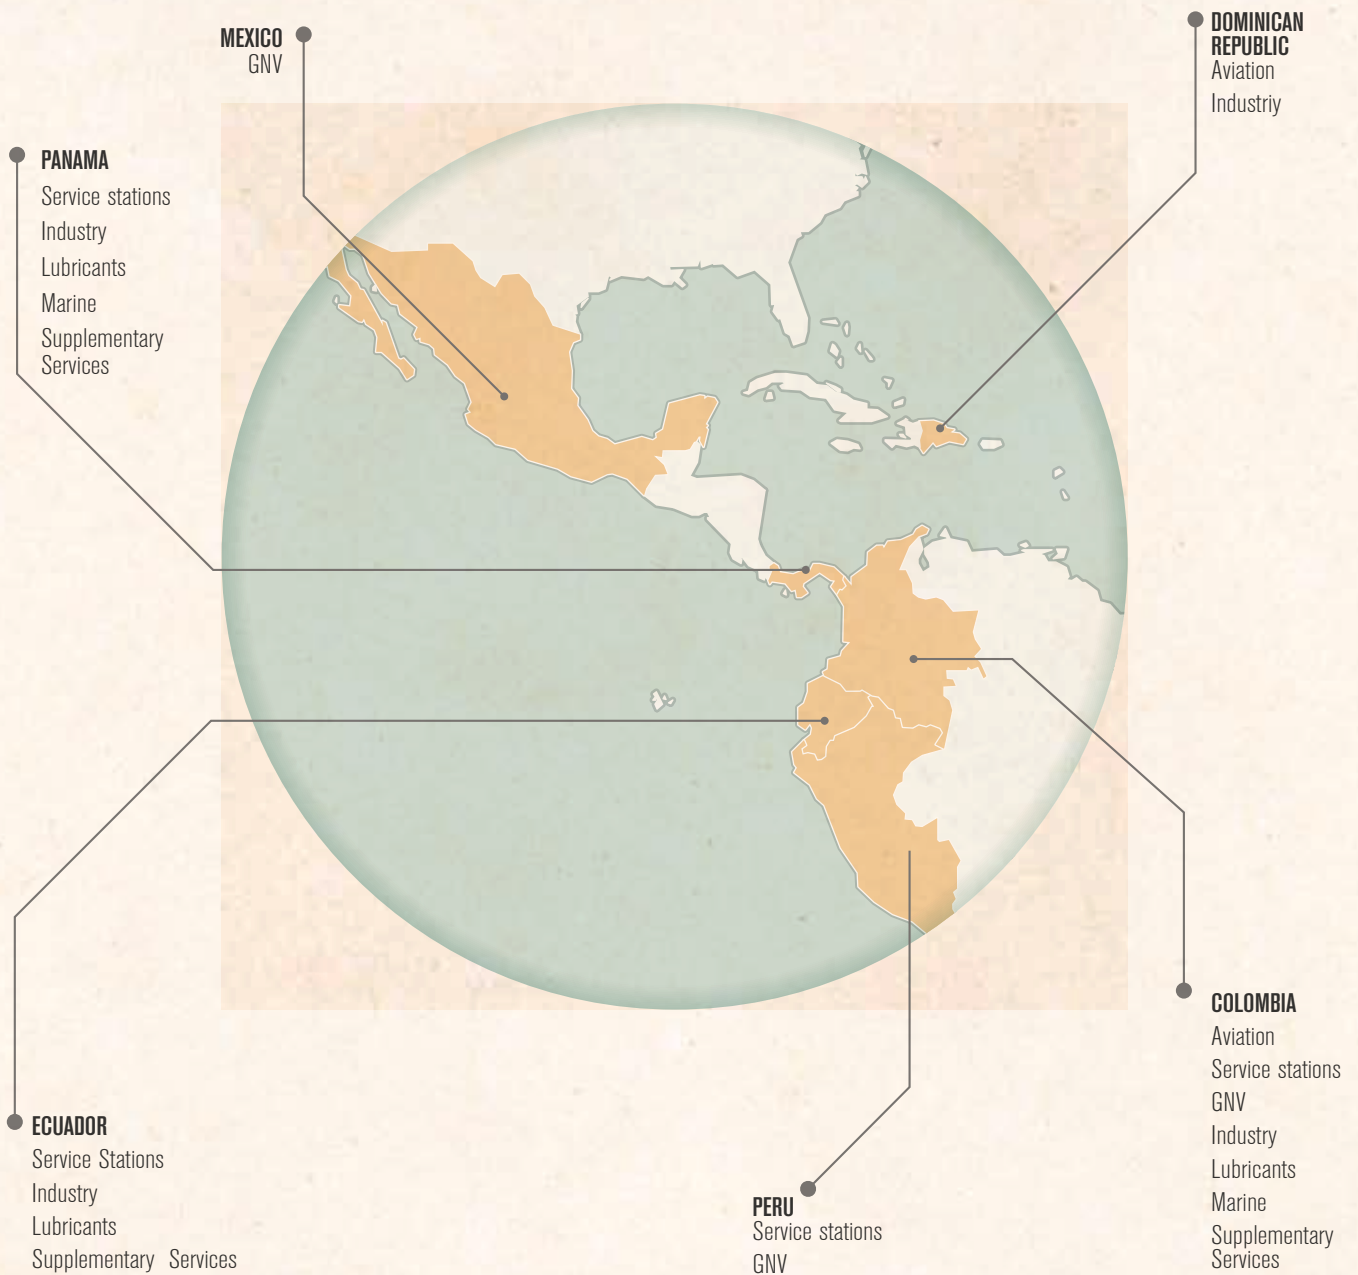 MEXICO
GNV
DOMINICAN
REPUBLIC
Aviation
Industriy
PANAMA
Service stations
Industry
Lubricants
Marine
Supplementary
Services
COLOMBIA
Aviation
Service stations
GNV
Industry
Lubricants
Marine
Supplementary
Services
ECUADOR
Service Stations
Industry
Lubricants
Supplementary Services
PERU
Service stations
GNV